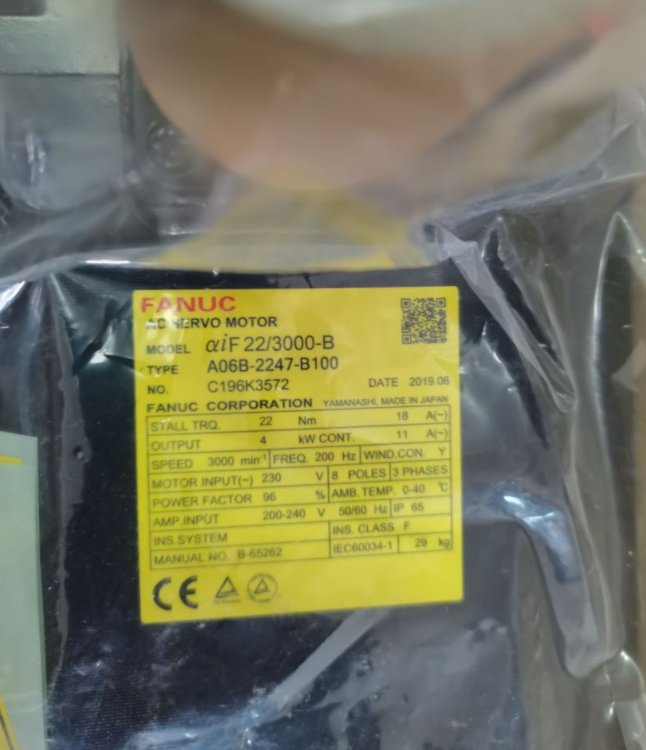 FANUC
AC SERVO MOTOR
MODEL αiF 22/3000-B
TYPE A06B-2247-B100
NO. C196K3572 DATE 2019.06
FANUC CORPORATION YAMANASHI, MADE IN JAPAN
STALL TRQ. 22 Nm 18 A(~)
OUTPUT 4 kW CONT. 11 A(~)
SPEED 3000 min⁻¹ FREQ. 200 Hz WIND.CON. Y
MOTOR INPUT(~) 230 V 8 POLES 3 PHASES
POWER FACTOR 96 % AMB.TEMP. 0-40 ℃
AMP.INPUT 200-240 V 50/60 Hz IP 65
INS.SYSTEM INS. CLASS F
MANUAL NO B-65262 IEC60034-1 29 kg
CE